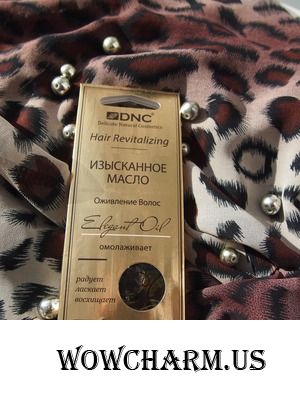 DNC
Delicate Natural Cosmetics
Hair Revitalizing
ИЗЫСКАННОЕ
МАСЛО
Оживление Волос
Elegant Oil
омолаживает
радует
ласкает
восхищает
WOWCHARM.US